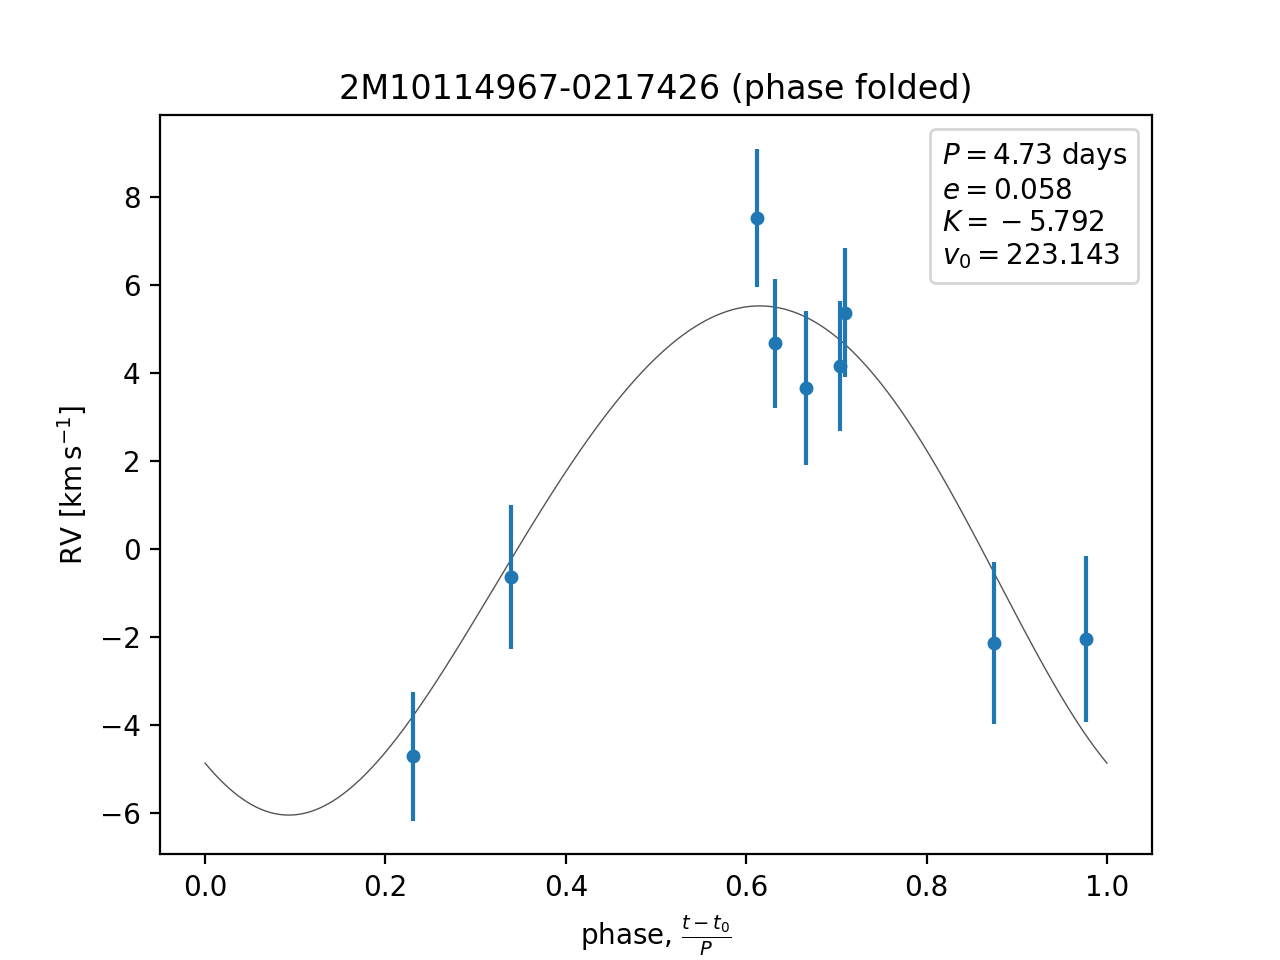 2M10114967-0217426 (phase folded)
P = 4.73 days
e = 0.058
K = −5.792
v₀ = 223.143
8
6
4
2
0
−2
−4
−6
RV [km s⁻¹]
0.0 0.2 0.4 0.6 0.8 1.0
phase, (t − t₀)/P